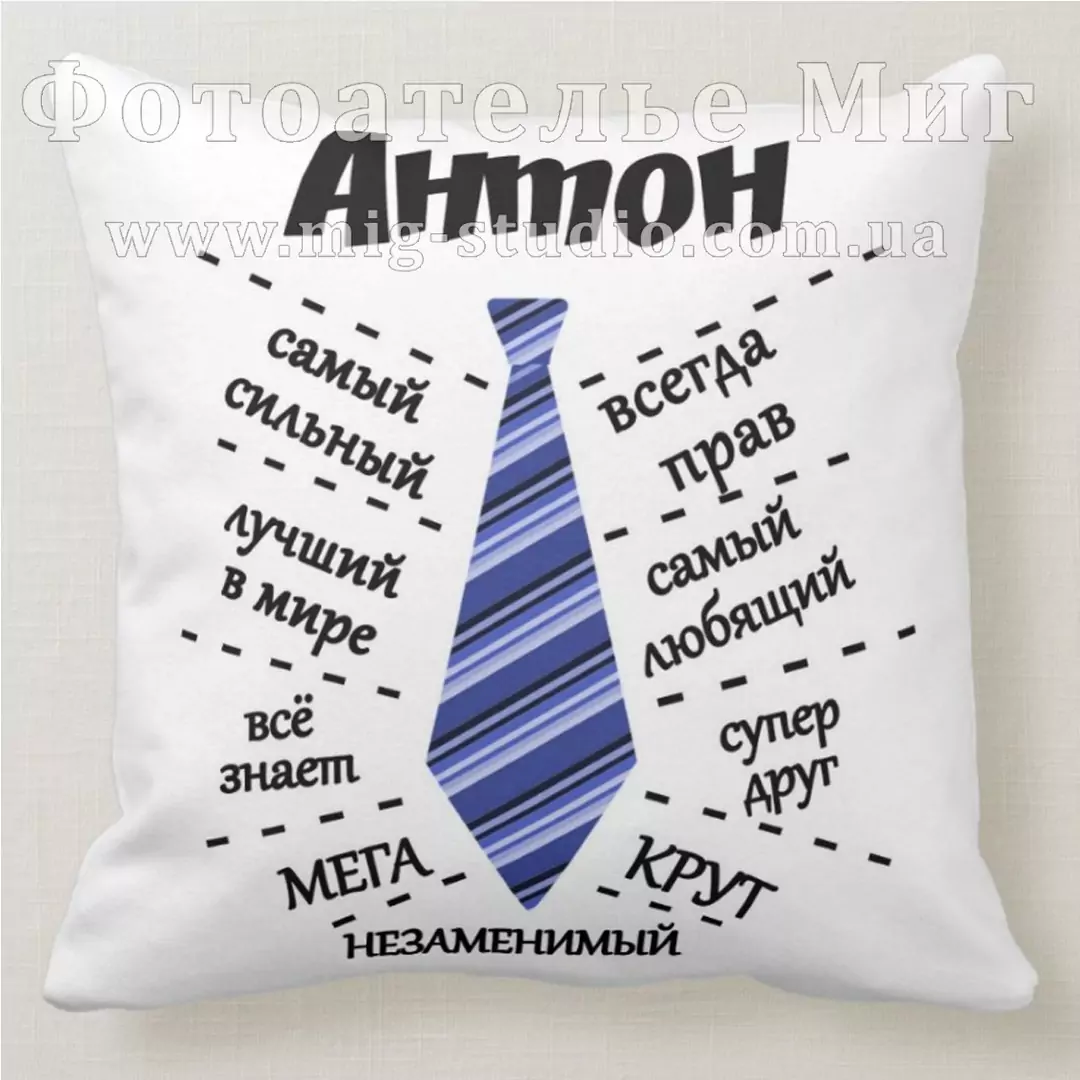 Фотоателье Миг
Антон
www.mig-studio.com.ua
самый
сильный
лучший
в мире
всё
знает
МЕГА
всегда
прав
самый
любящий
супер
друг
КРУТ
НЕЗАМЕНИМЫЙ